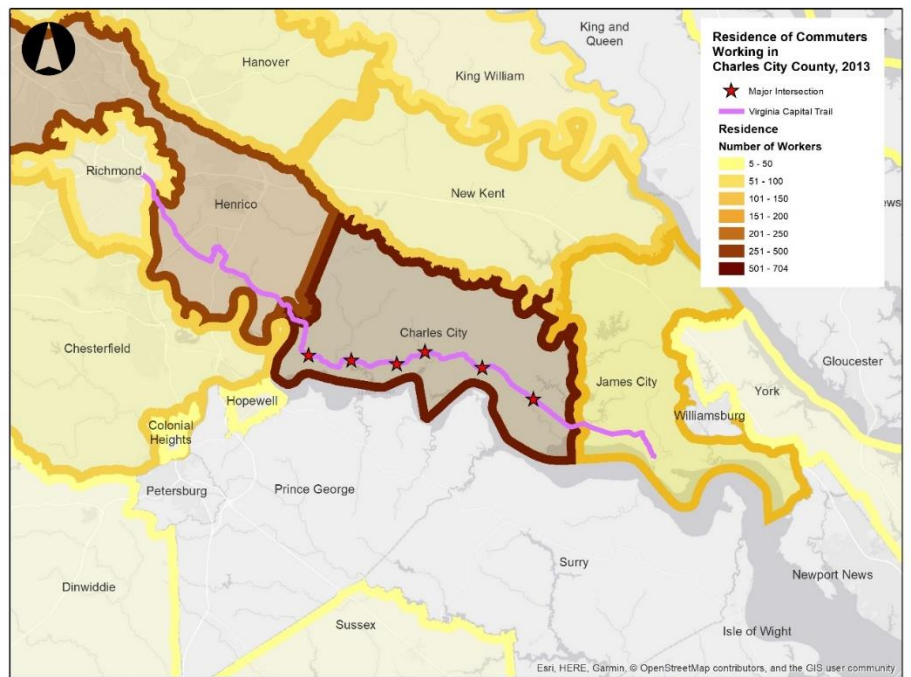 Residence of Commuters
Working in
Charles City County, 2013
Major Intersection
Virginia Capital Trail
Residence
Number of Workers
5 - 50
51 - 100
101 - 150
151 - 200
201 - 250
251 - 500
501 - 704
King and
Queen
Hanover
King William
Richmond
Henrico
New Kent
ews
Charles City
Chesterfield
Gloucester
James City
York
Hopewell
Williamsburg
Colonial
Heights
Petersburg
Prince George
Surry
Newport News
Dinwiddie
Sussex
Isle of Wight
Esri, HERE, Garmin, © OpenStreetMap contributors, and the GIS user community